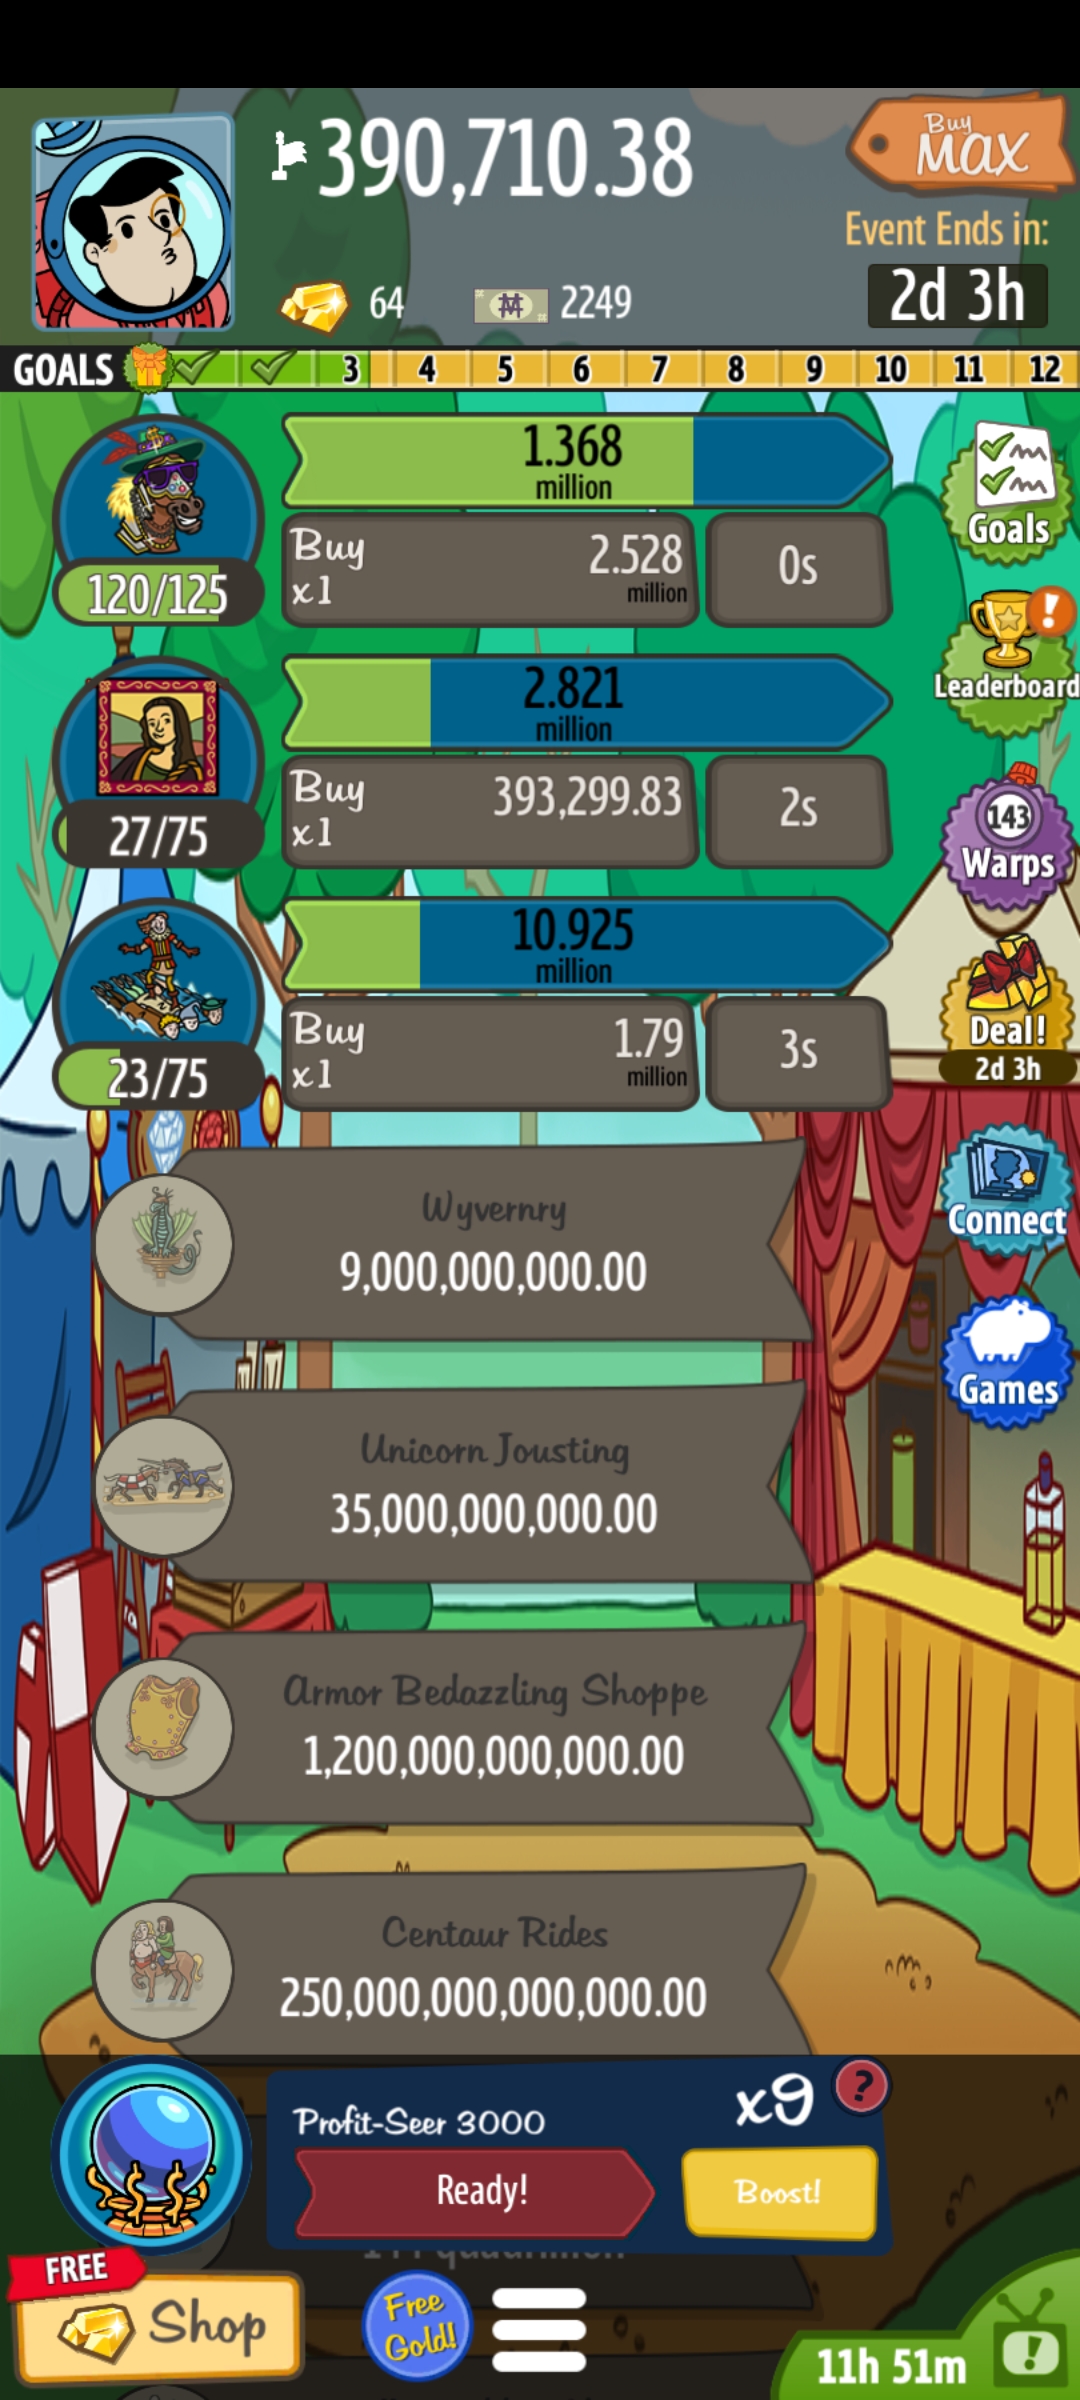 390,710.38
Buy
MAX
Event Ends in:
2d 3h
64
2249
GOALS 3 4 5 6 7 8 9 10 11 12
1.368
million
120/125
Buy
x1
2.528
million
0s
Goals
Leaderboard
2.821
million
27/75
Buy
x1
393,299.83
2s
143
Warps
10.925
million
23/75
Buy
x1
1.79
million
3s
Deal!
2d 3h
Wyvernry
9,000,000,000.00
Connect
Unicorn Jousting
35,000,000,000.00
Games
Armor Bedazzling Shoppe
1,200,000,000,000.00
Centaur Rides
250,000,000,000,000.00
Profit-Seer 3000
x9
?
Ready!
Boost!
FREE
Shop
Free
Gold!
11h 51m